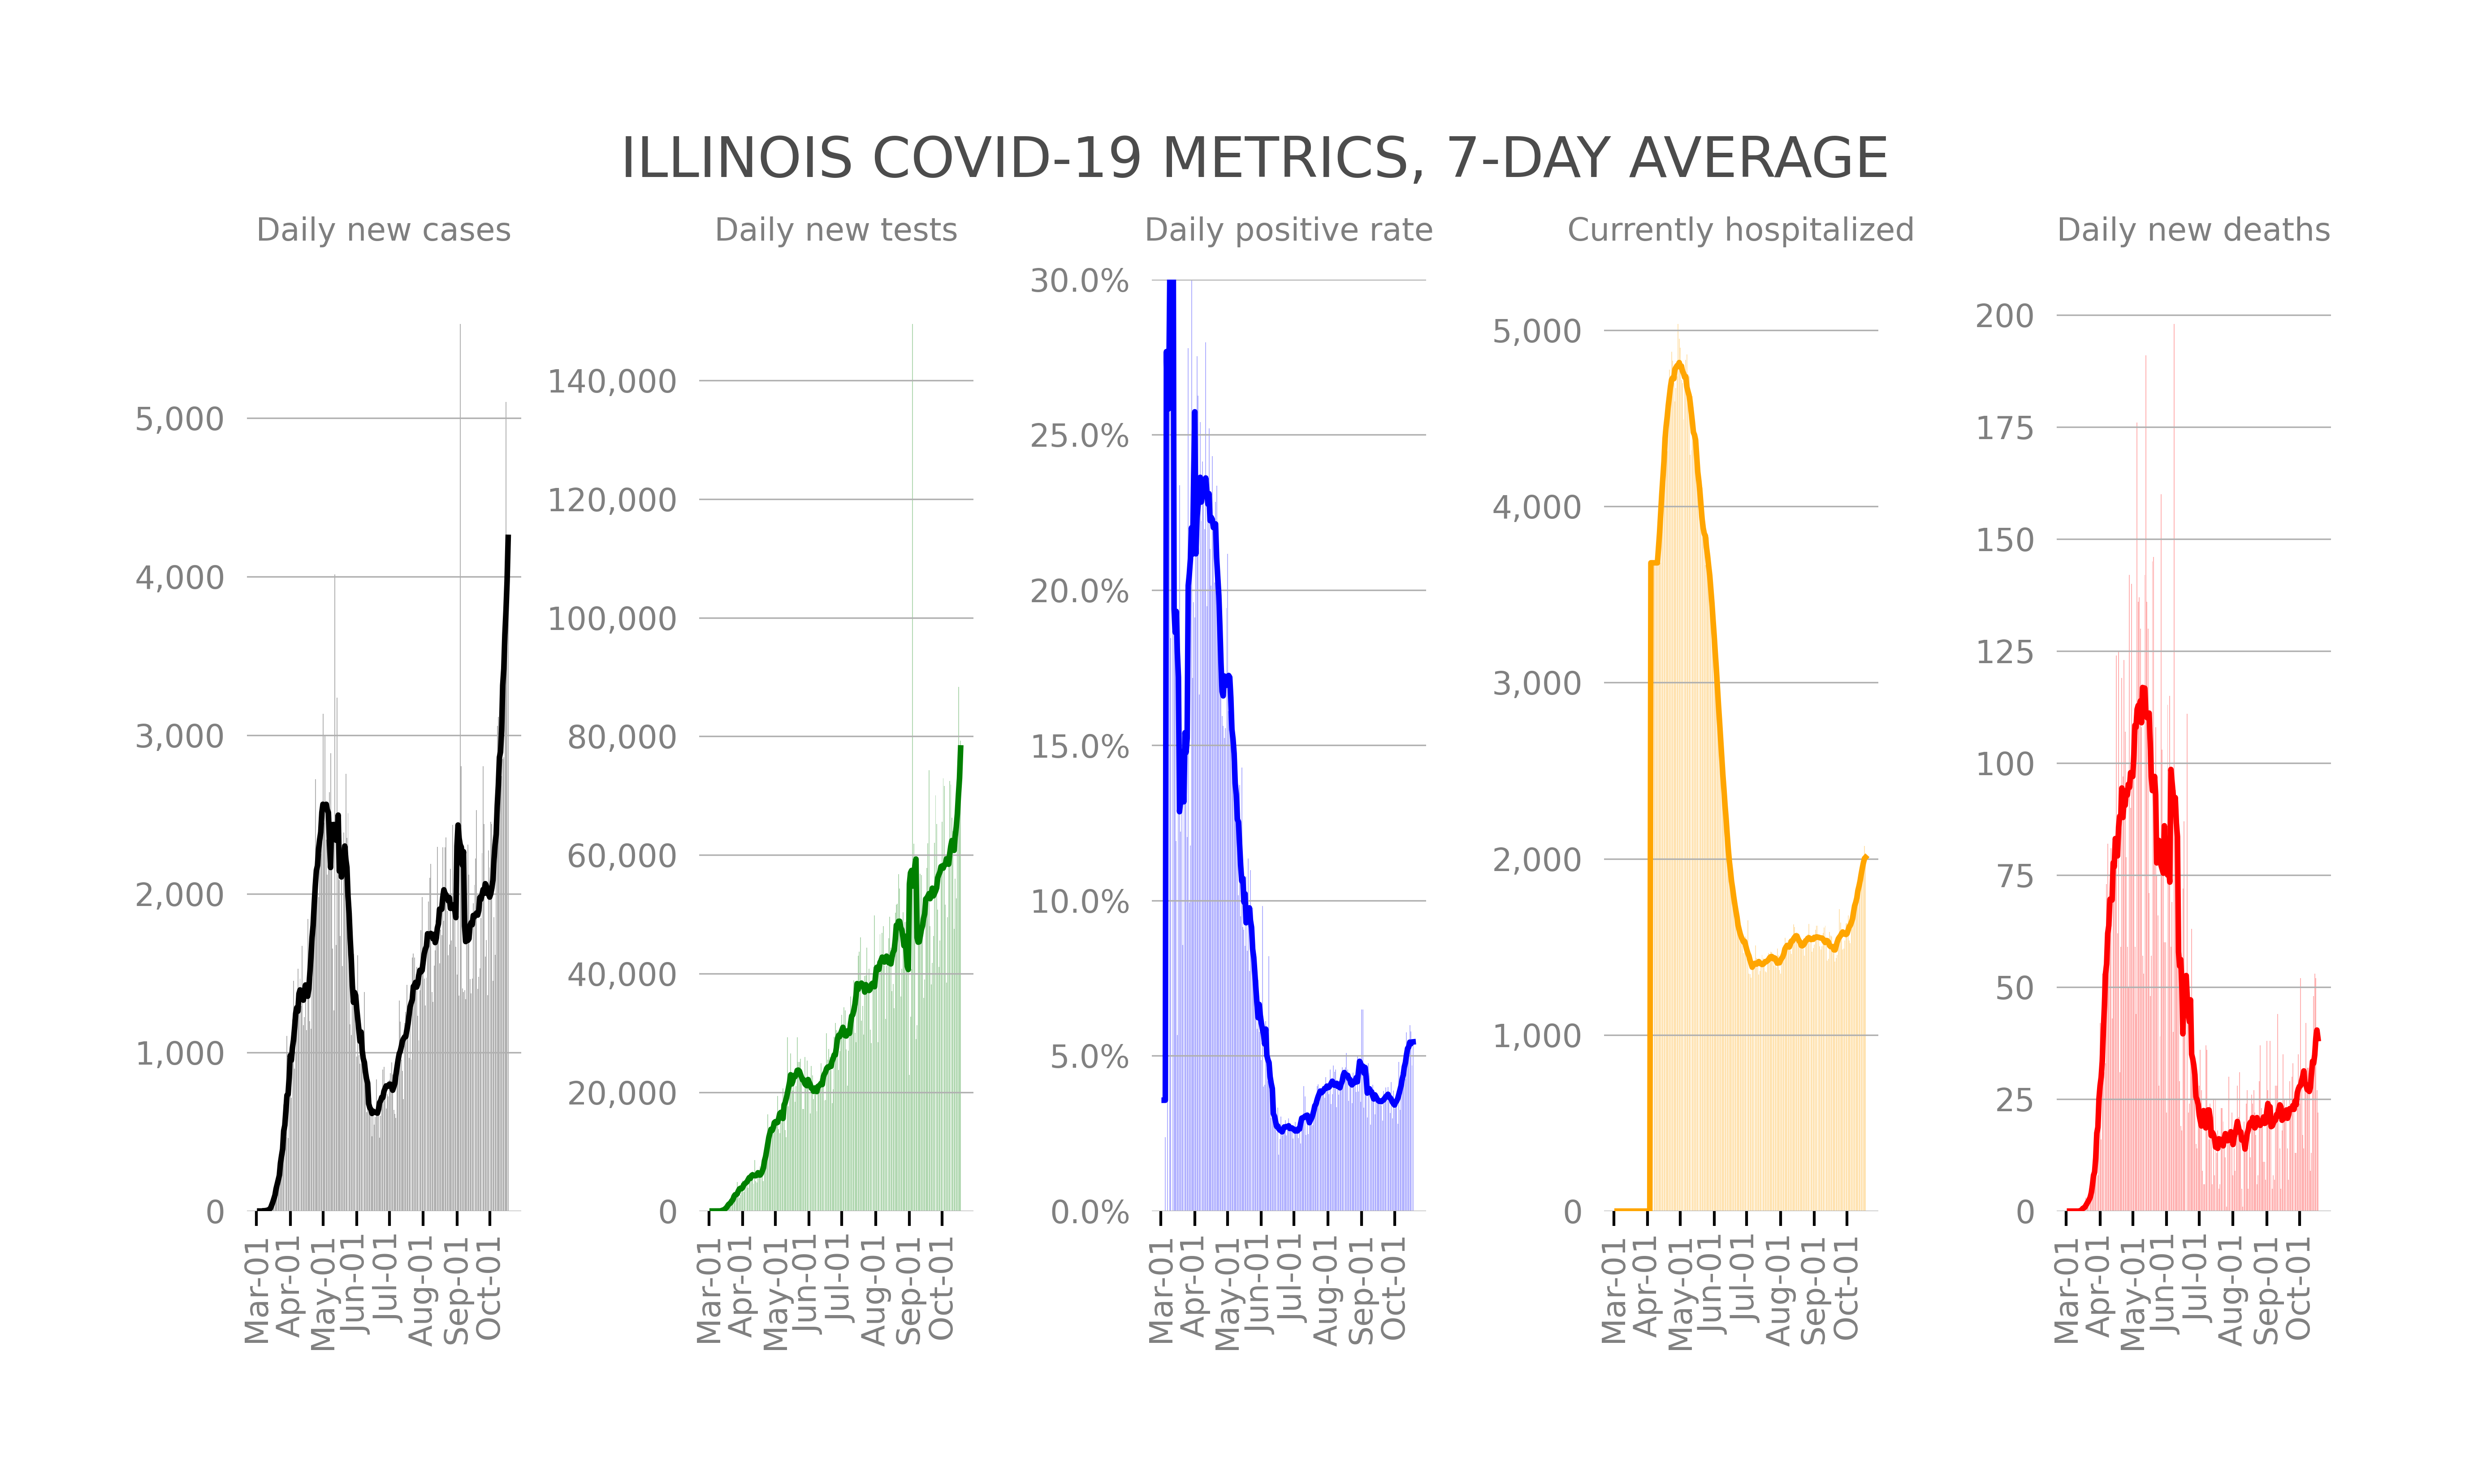 ILLINOIS COVID-19 METRICS, 7-DAY AVERAGE
Daily new cases
5,000
4,000
3,000
2,000
1,000
0
Mar-01
Apr-01
May-01
Jun-01
Jul-01
Aug-01
Sep-01
Oct-01
Daily new tests
140,000
120,000
100,000
80,000
60,000
40,000
20,000
0
Mar-01
Apr-01
May-01
Jun-01
Jul-01
Aug-01
Sep-01
Oct-01
Daily positive rate
30.0%
25.0%
20.0%
15.0%
10.0%
5.0%
0.0%
Mar-01
Apr-01
May-01
Jun-01
Jul-01
Aug-01
Sep-01
Oct-01
Currently hospitalized
5,000
4,000
3,000
2,000
1,000
0
Mar-01
Apr-01
May-01
Jun-01
Jul-01
Aug-01
Sep-01
Oct-01
Daily new deaths
200
175
150
125
100
75
50
25
0
Mar-01
Apr-01
May-01
Jun-01
Jul-01
Aug-01
Sep-01
Oct-01